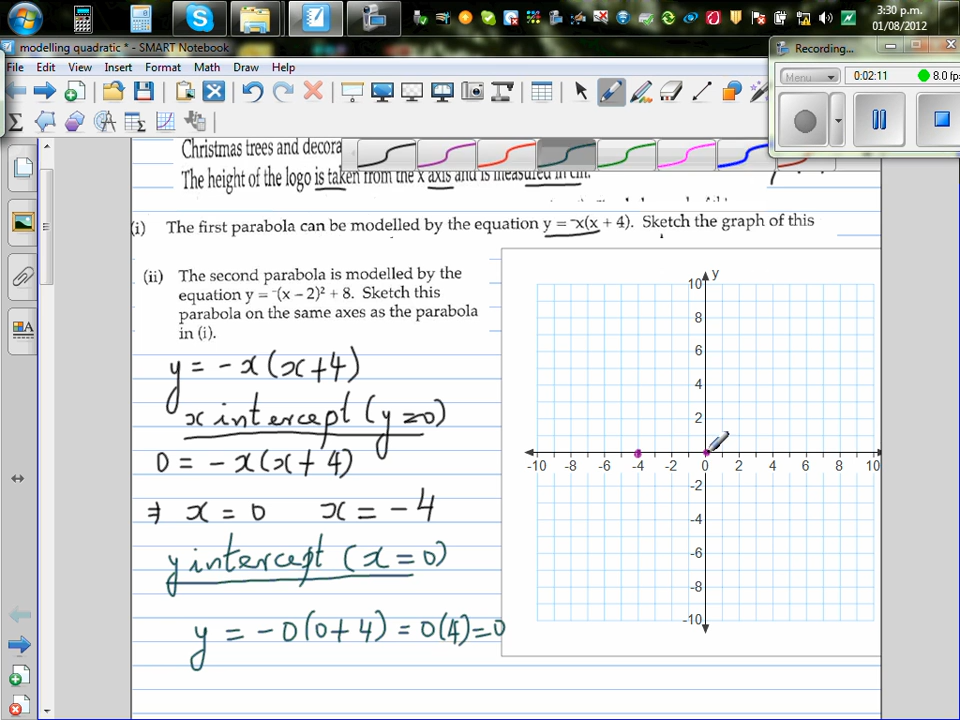 3:30 p.m.
01/08/2012
modelling quadratic * - SMART Notebook
Recording...
File Edit View Insert Format Math Draw Help
Menu
0:02:11
8.0 fp
Christmas trees and decora
The height of the logo is taken from the x axis and is measured in cm.
(i) The first parabola can be modelled by the equation y = ⁻x(x + 4). Sketch the graph of this
(ii) The second parabola is modelled by the
equation y = ⁻(x – 2)² + 8. Sketch this
parabola on the same axes as the parabola
in (i).
y = - x (x+4)
x intercept (y=0)
0 = - x(x+4)
⇒ x = 0 x = - 4
y intercept (x=0)
y = - 0(0+4) = 0(4)=0
y
10
8
6
4
2
-10 -8 -6 -4 -2 0 2 4 6 8 10
-2
-4
-6
-8
-10